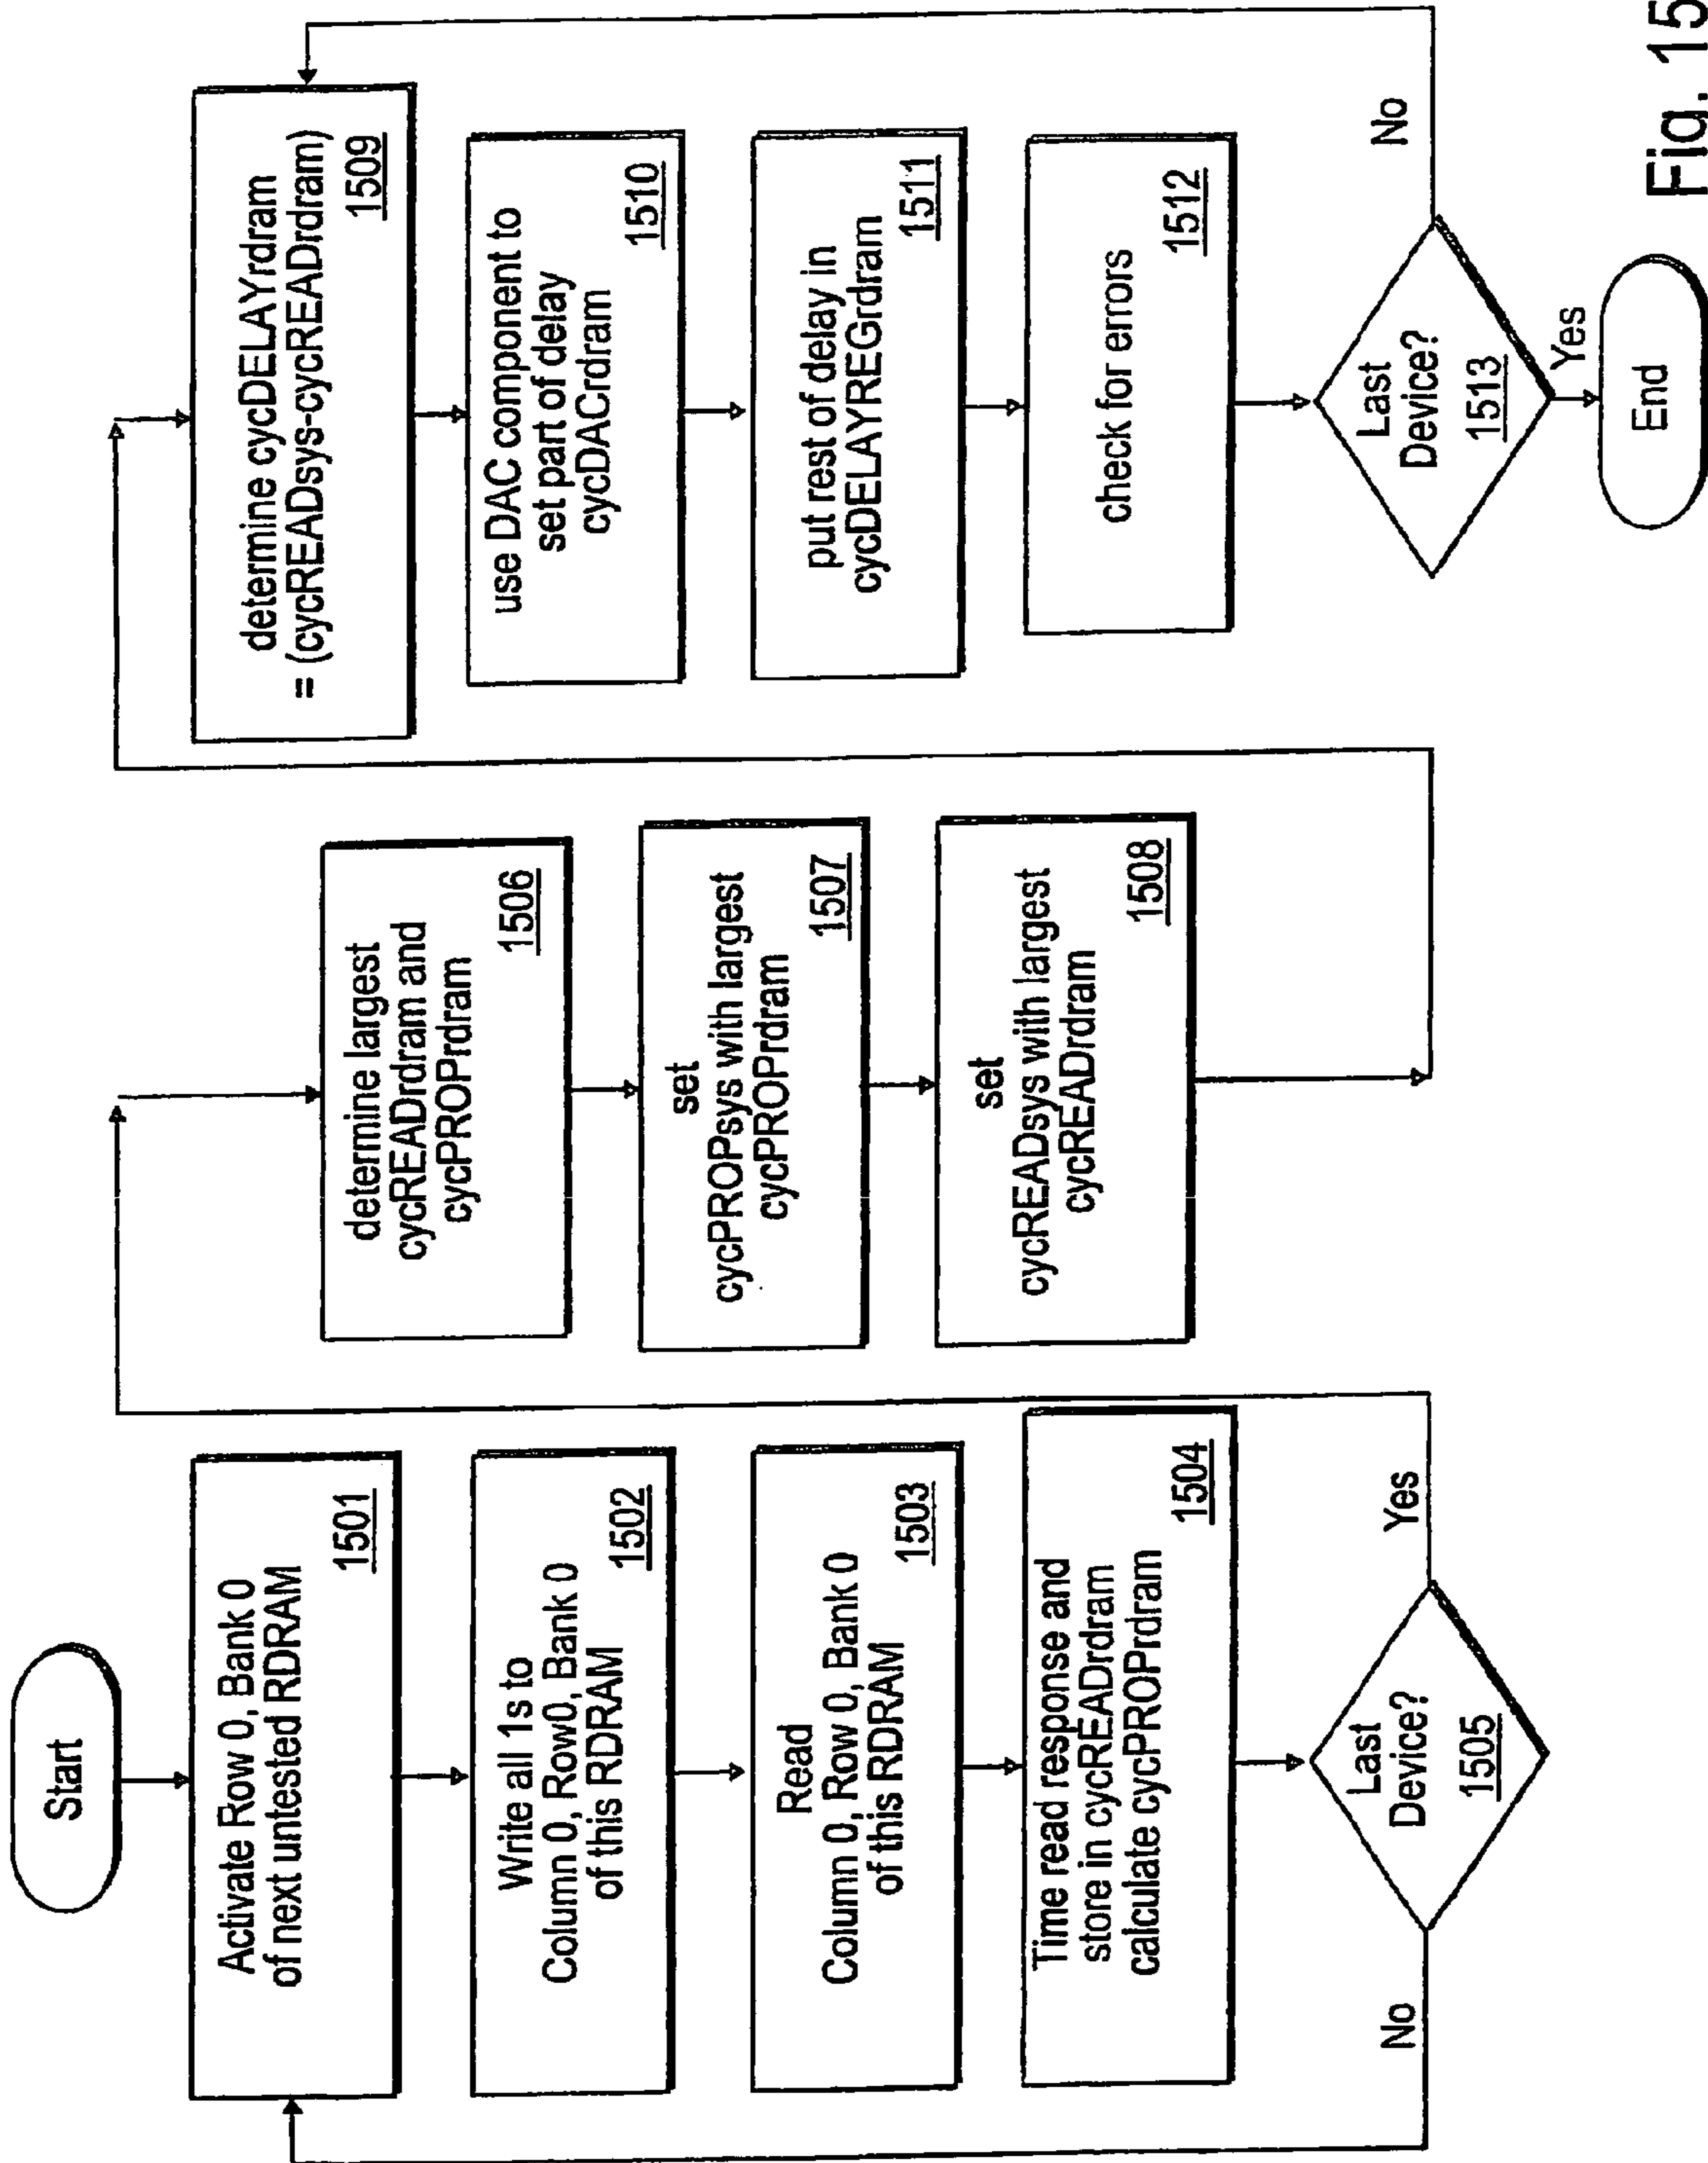 Start
Activate Row 0, Bank 0
of next untested RDRAM
1501
Write all 1s to
Column 0, Row0, Bank 0
of this RDRAM
1502
Read
Column 0, Row 0, Bank 0
of this RDRAM
1503
Time read response and
store in cycREADrdram
calculate cycPROPrdram
1504
Last
Device?
1505
No
Yes
determine largest
cycREADrdram and
cycPROPrdram
1506
set
cycPROPsys with largest
cycPROPrdram
1507
set
cycREADsys with largest
cycREADrdram
1508
determine cycDELAYrdram
= (cycREADsys-cycREADrdram)
1509
use DAC component to
set part of delay
cycDACrdram
1510
put rest of delay in
cycDELAYREGrdram
1511
check for errors
1512
Last
Device?
1513
No
Yes
End
Fig. 15